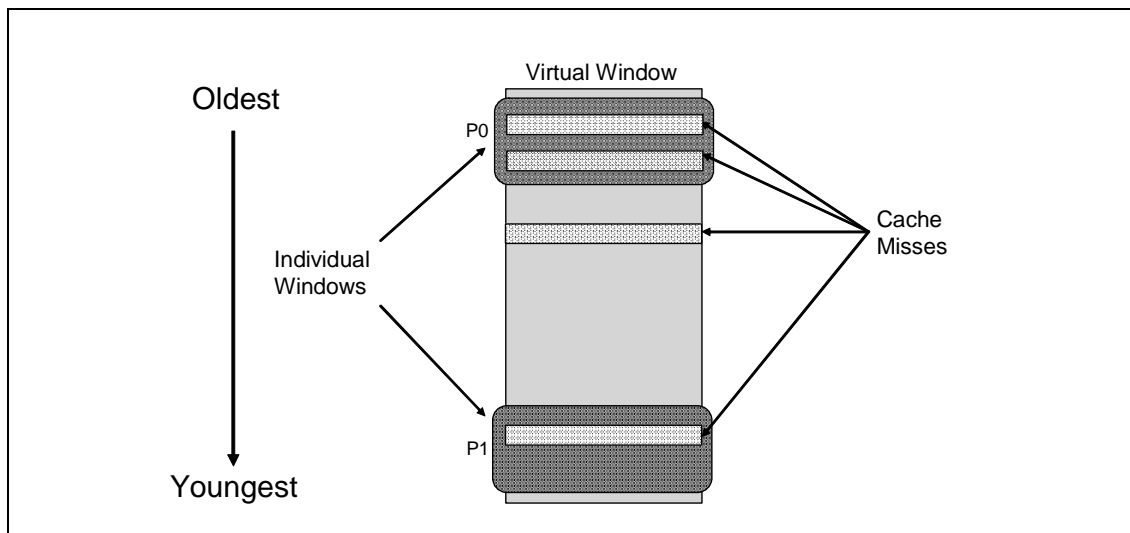 Virtual Window
Oldest
P0
Cache
Misses
Individual
Windows
P1
Youngest